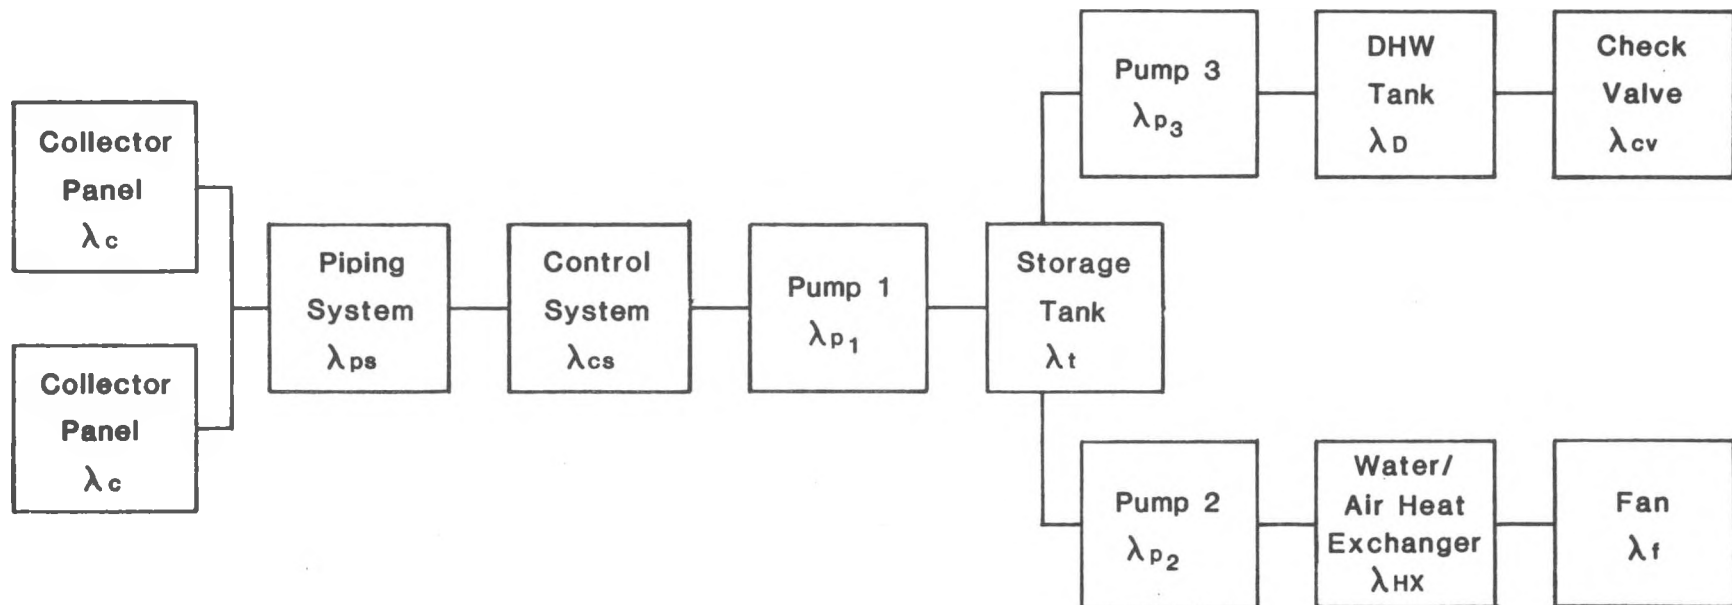 Collector
Panel
λc
Collector
Panel
λc
Piping
System
λps
Control
System
λcs
Pump 1
λp₁
Storage
Tank
λt
Pump 3
λp₃
DHW
Tank
λD
Check
Valve
λcv
Pump 2
λp₂
Water/
Air Heat
Exchanger
λHX
Fan
λf